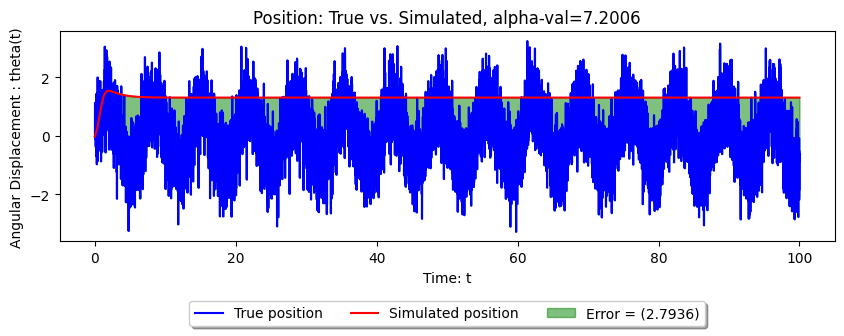 Position: True vs. Simulated, alpha-val=7.2006
Angular Displacement : theta(t)
2
0
−2
0 20 40 60 80 100
Time: t
True position Simulated position Error = (2.7936)